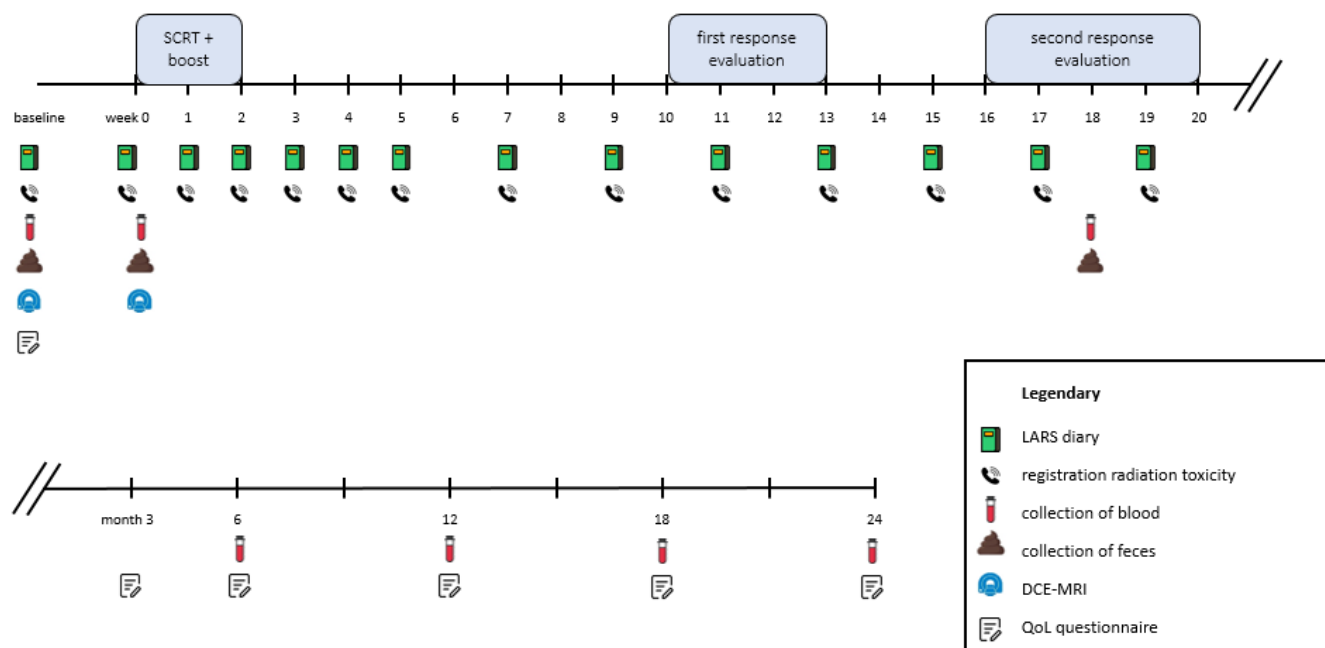 SCRT +
boost
first response
evaluation
second response
evaluation
baseline week 0 1 2 3 4 5 6 7 8 9 10 11 12 13 14 15 16 17 18 19 20
Legendary
LARS diary
registration radiation toxicity
collection of blood
collection of feces
DCE-MRI
QoL questionnaire
month 3 6 12 18 24